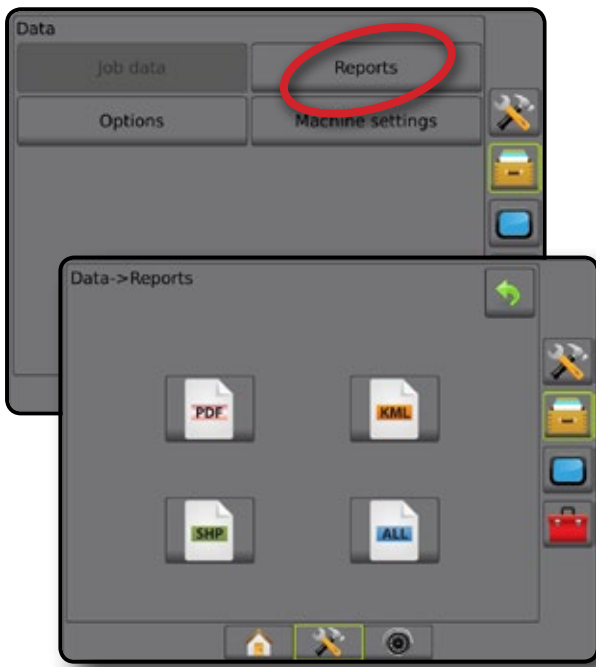 Data
Job data
Reports
Options
Machine settings
Data->Reports
PDF
KML
SHP
ALL